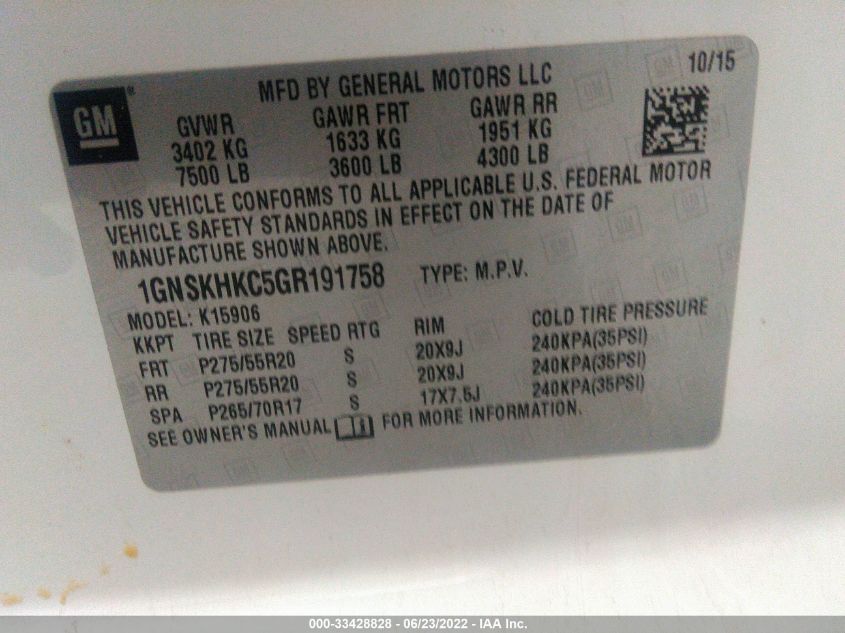 MFD BY GENERAL MOTORS LLC 10/15
GM®
GVWR GAWR FRT GAWR RR
3402 KG 1633 KG 1951 KG
7500 LB 3600 LB 4300 LB
THIS VEHICLE CONFORMS TO ALL APPLICABLE U.S. FEDERAL MOTOR
VEHICLE SAFETY STANDARDS IN EFFECT ON THE DATE OF
MANUFACTURE SHOWN ABOVE.
1GNSKHKC5GR191758 TYPE: M.P.V.
MODEL: K15906
KKPT TIRE SIZE SPEED RTG RIM COLD TIRE PRESSURE
FRT P275/55R20 S 20X9J 240KPA(35PSI)
RR P275/55R20 S 20X9J 240KPA(35PSI)
SPA P265/70R17 S 17X7.5J 240KPA(35PSI)
SEE OWNER'S MANUAL FOR MORE INFORMATION.
000-33428828 - 06/23/2022 - IAA Inc.